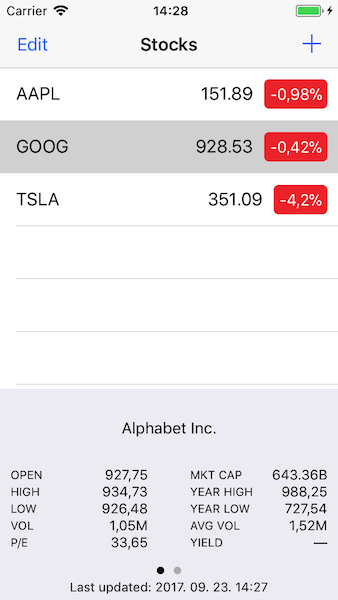 Carrier 14:28
Edit Stocks +
AAPL 151.89 -0,98%
GOOG 928.53 -0,42%
TSLA 351.09 -4,2%
Alphabet Inc.
OPEN 927,75 MKT CAP 643.36B
HIGH 934,73 YEAR HIGH 988,25
LOW 926,48 YEAR LOW 727,54
VOL 1,05M AVG VOL 1,52M
P/E 33,65 YIELD —
Last updated: 2017. 09. 23. 14:27